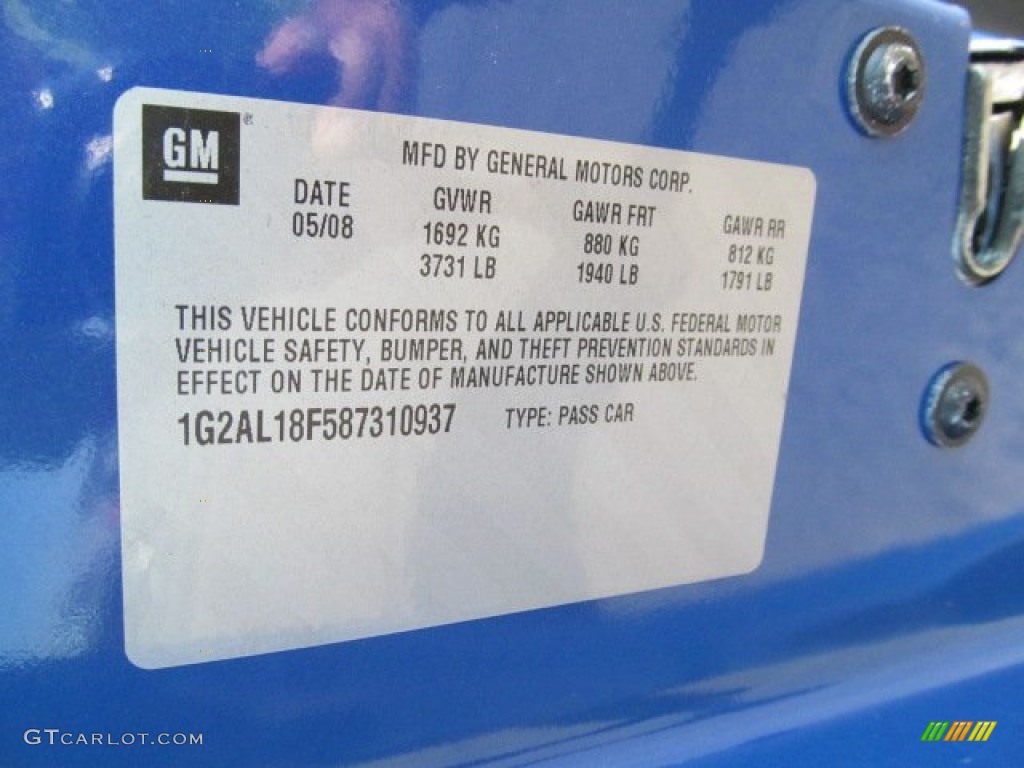 GM ®
MFD BY GENERAL MOTORS CORP.
DATE GVWR GAWR FRT GAWR RR
05/08 1692 KG 880 KG 812 KG
3731 LB 1940 LB 1791 LB
THIS VEHICLE CONFORMS TO ALL APPLICABLE U.S. FEDERAL MOTOR
VEHICLE SAFETY, BUMPER, AND THEFT PREVENTION STANDARDS IN
EFFECT ON THE DATE OF MANUFACTURE SHOWN ABOVE.
1G2AL18F587310937 TYPE: PASS CAR
GTCARLOT.COM